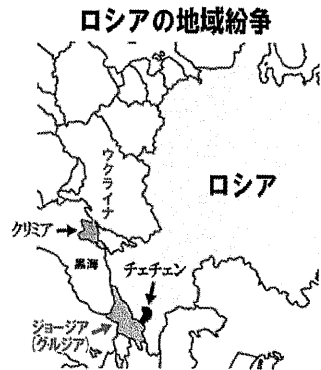 ロシアの地域紛争
ウクライナ
ロシア
クリミア
黒海
チェチェン
ジョージア
(グルジア)